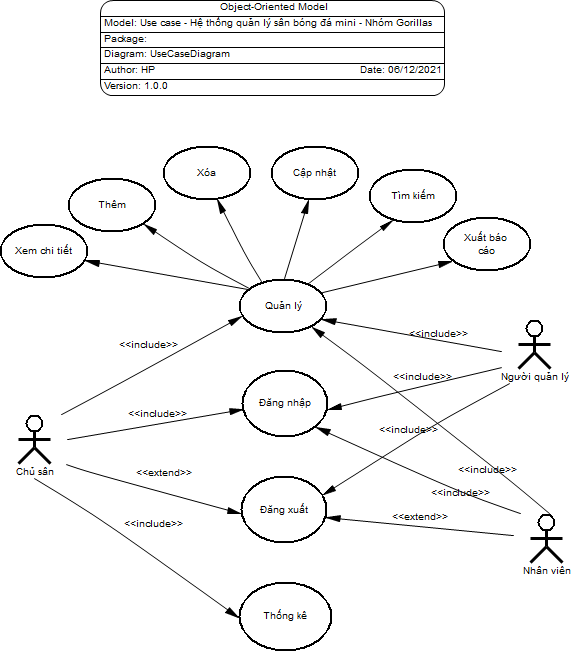 Object-Oriented Model
Model: Use case - Hệ thống quản lý sân bóng đá mini - Nhóm Gorillas
Package:
Diagram: UseCaseDiagram
Author: HP Date: 06/12/2021
Version: 1.0.0
Xóa
Cập nhật
Thêm
Tìm kiếm
Xem chi tiết
Xuất báo
cáo
Quản lý
<<include>>
<<include>>
Người quản lý
<<include>>
Đăng nhập
<<include>>
<<include>>
Chủ sân
<<extend>>
<<include>>
<<include>>
Đăng xuất
<<extend>>
<<include>>
Nhân viên
Thống kê